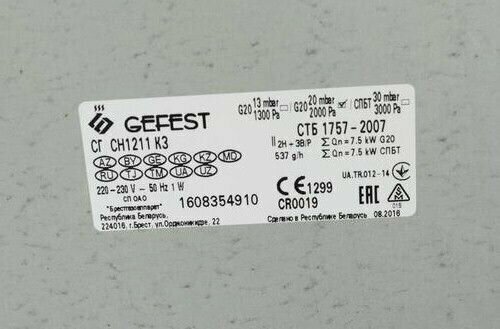 GEFEST
СГ CH1211 K3
AZ BY GE KG KZ MD
RU TJ TM UA UZ
220-230 V ~ 50 Hz 1 W
СП ОАО
"Брестгазоаппарат"
Республика Беларусь,
224016, г.Брест, ул.Орджоникидзе, 22
1608354910
G20 13 mbar 1300 Pa G20 20 mbar 2000 Pa СПБТ 30 mbar 3000 Pa
СТБ 1757-2007
II2H + 3B/P Σ Qn = 7.5 kW G20
537 g/h Σ Qn = 7.5 kW СПБТ
CE 1299
CR0019
UA.TR.012-14
EAC
016
Сделано в Республике Беларусь 08.2016